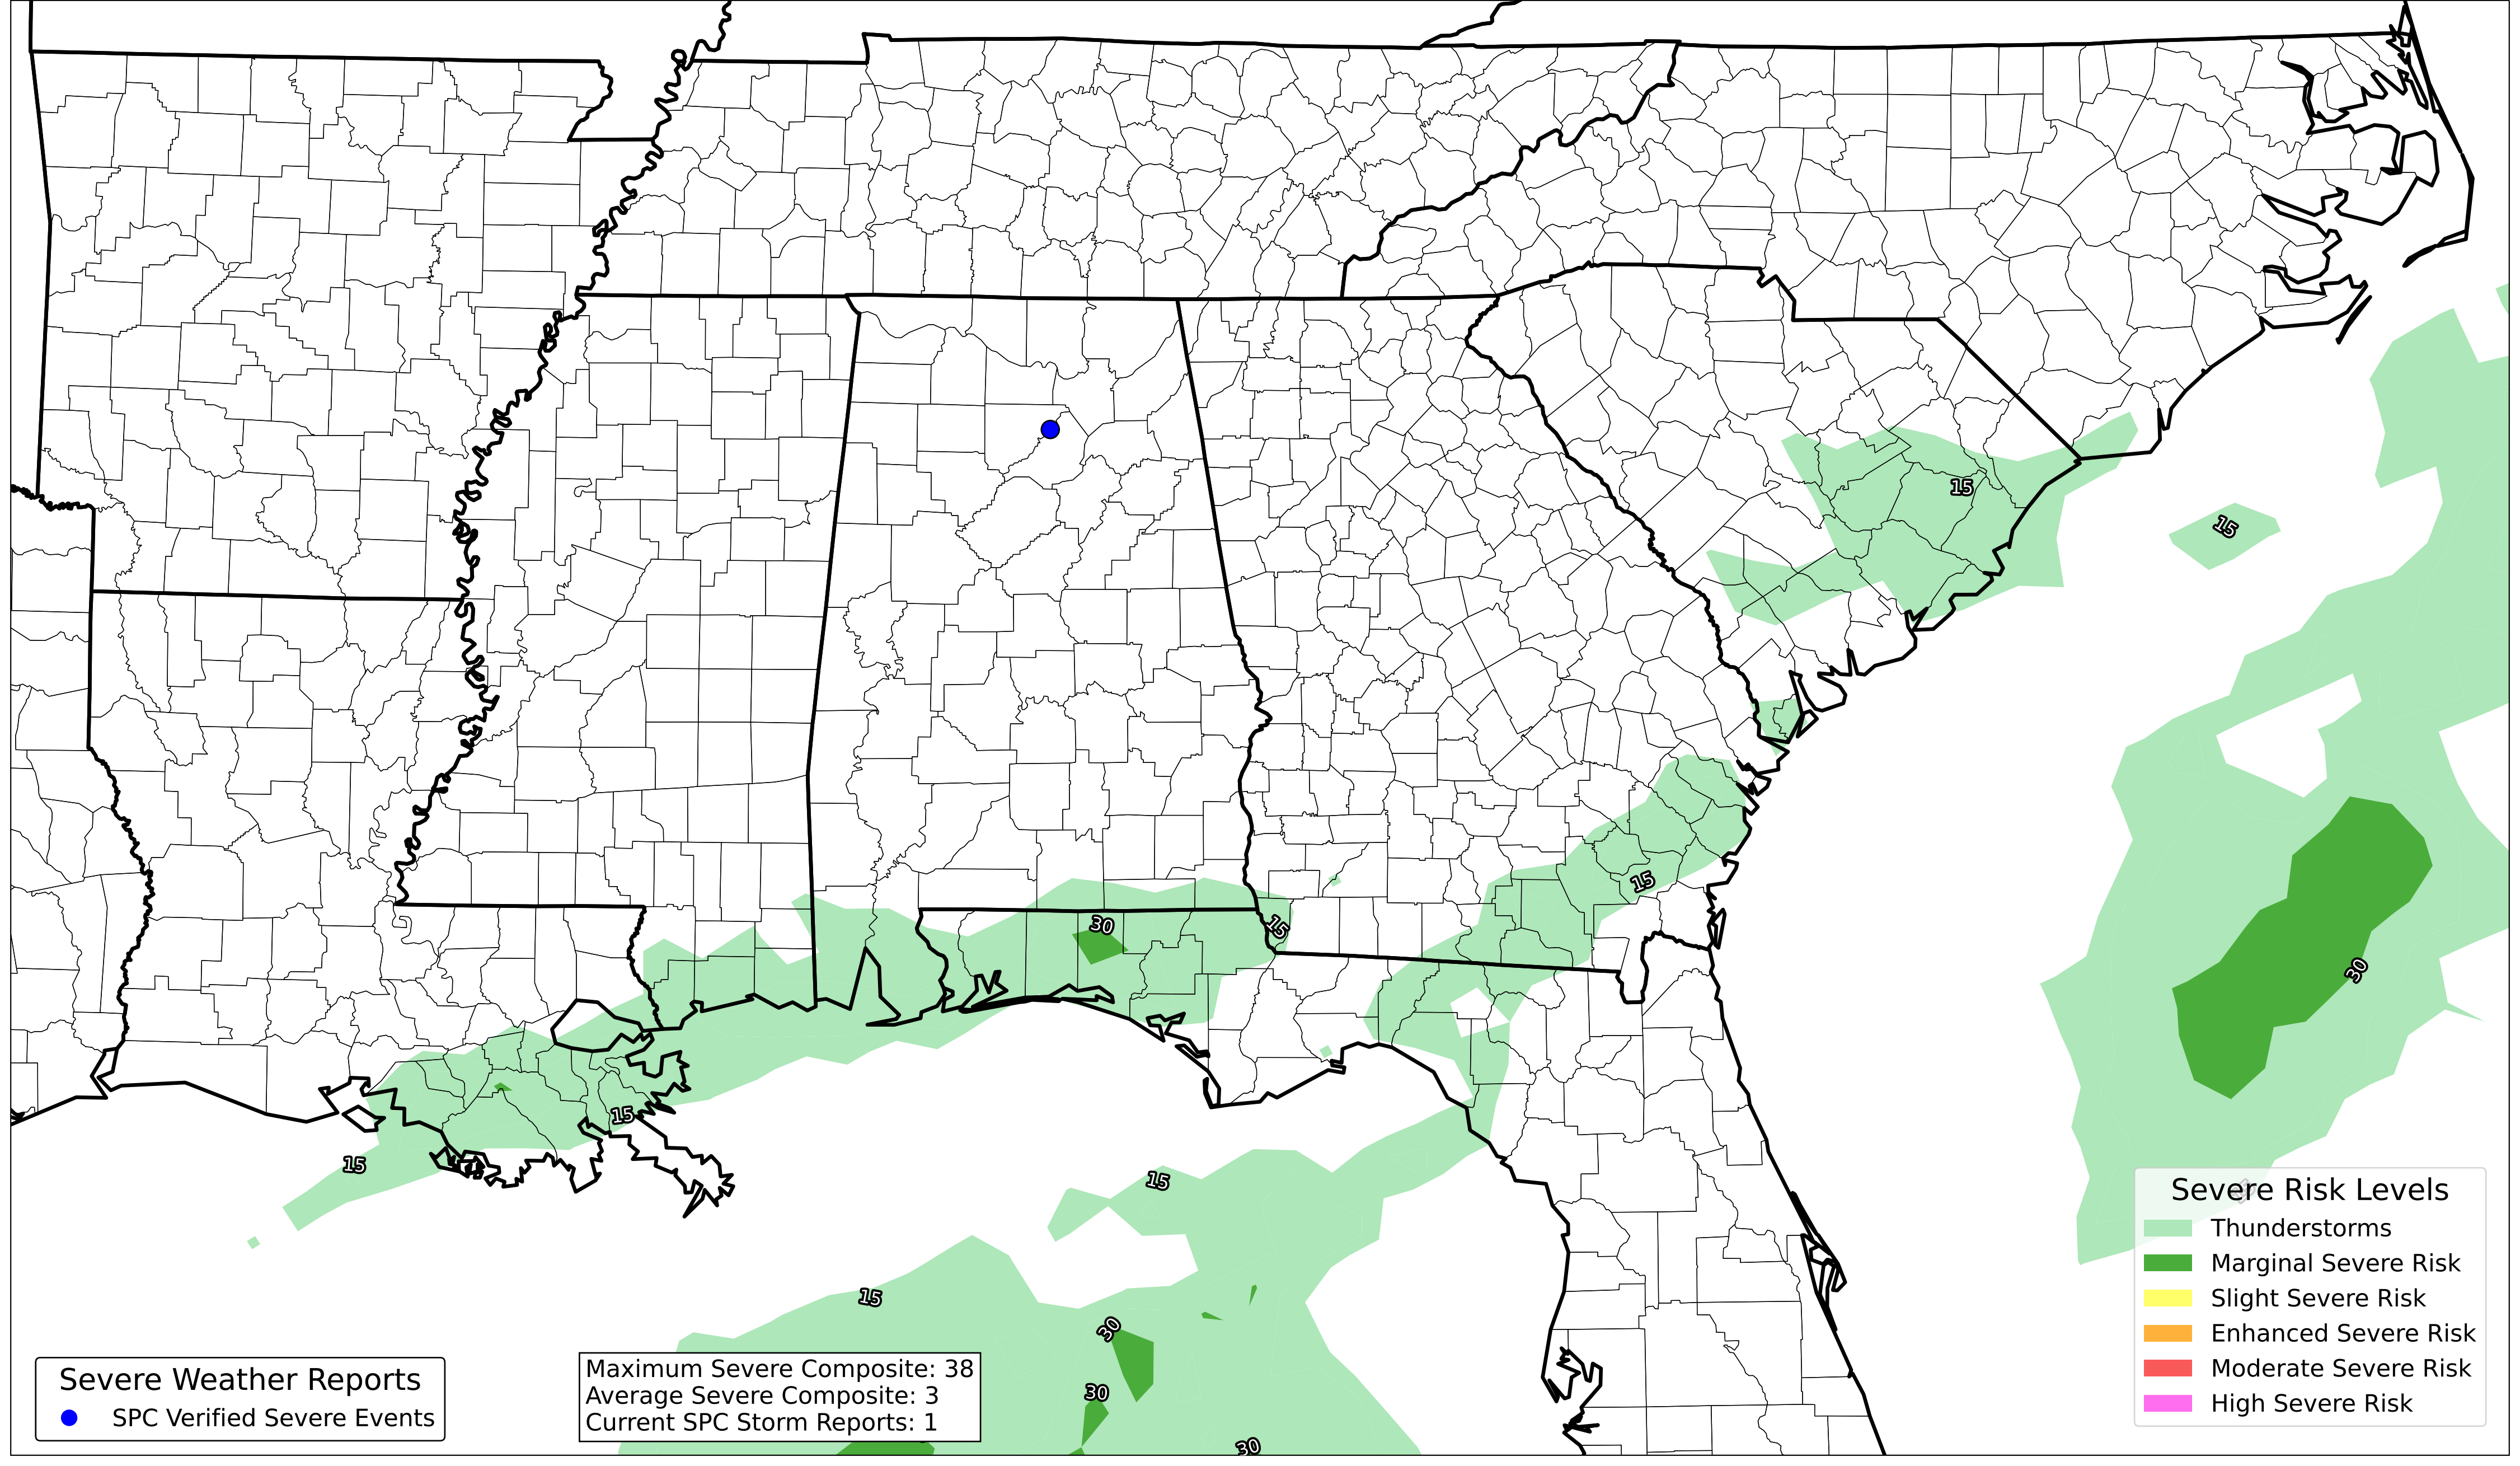 15
15
30
15
15
30
15
15
15
15
30
30
30
Severe Weather Reports
SPC Verified Severe Events
Maximum Severe Composite: 38
Average Severe Composite: 3
Current SPC Storm Reports: 1
Severe Risk Levels
Thunderstorms
Marginal Severe Risk
Slight Severe Risk
Enhanced Severe Risk
Moderate Severe Risk
High Severe Risk